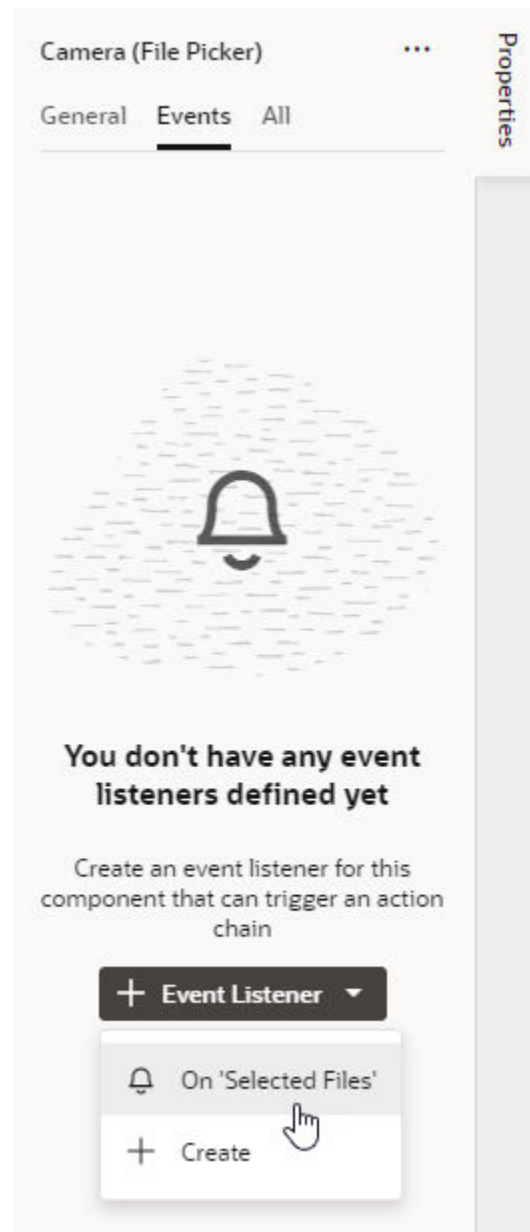 Camera (File Picker)
Properties
General Events All
You don't have any event
listeners defined yet
Create an event listener for this
component that can trigger an action
chain
Event Listener
On 'Selected Files'
Create